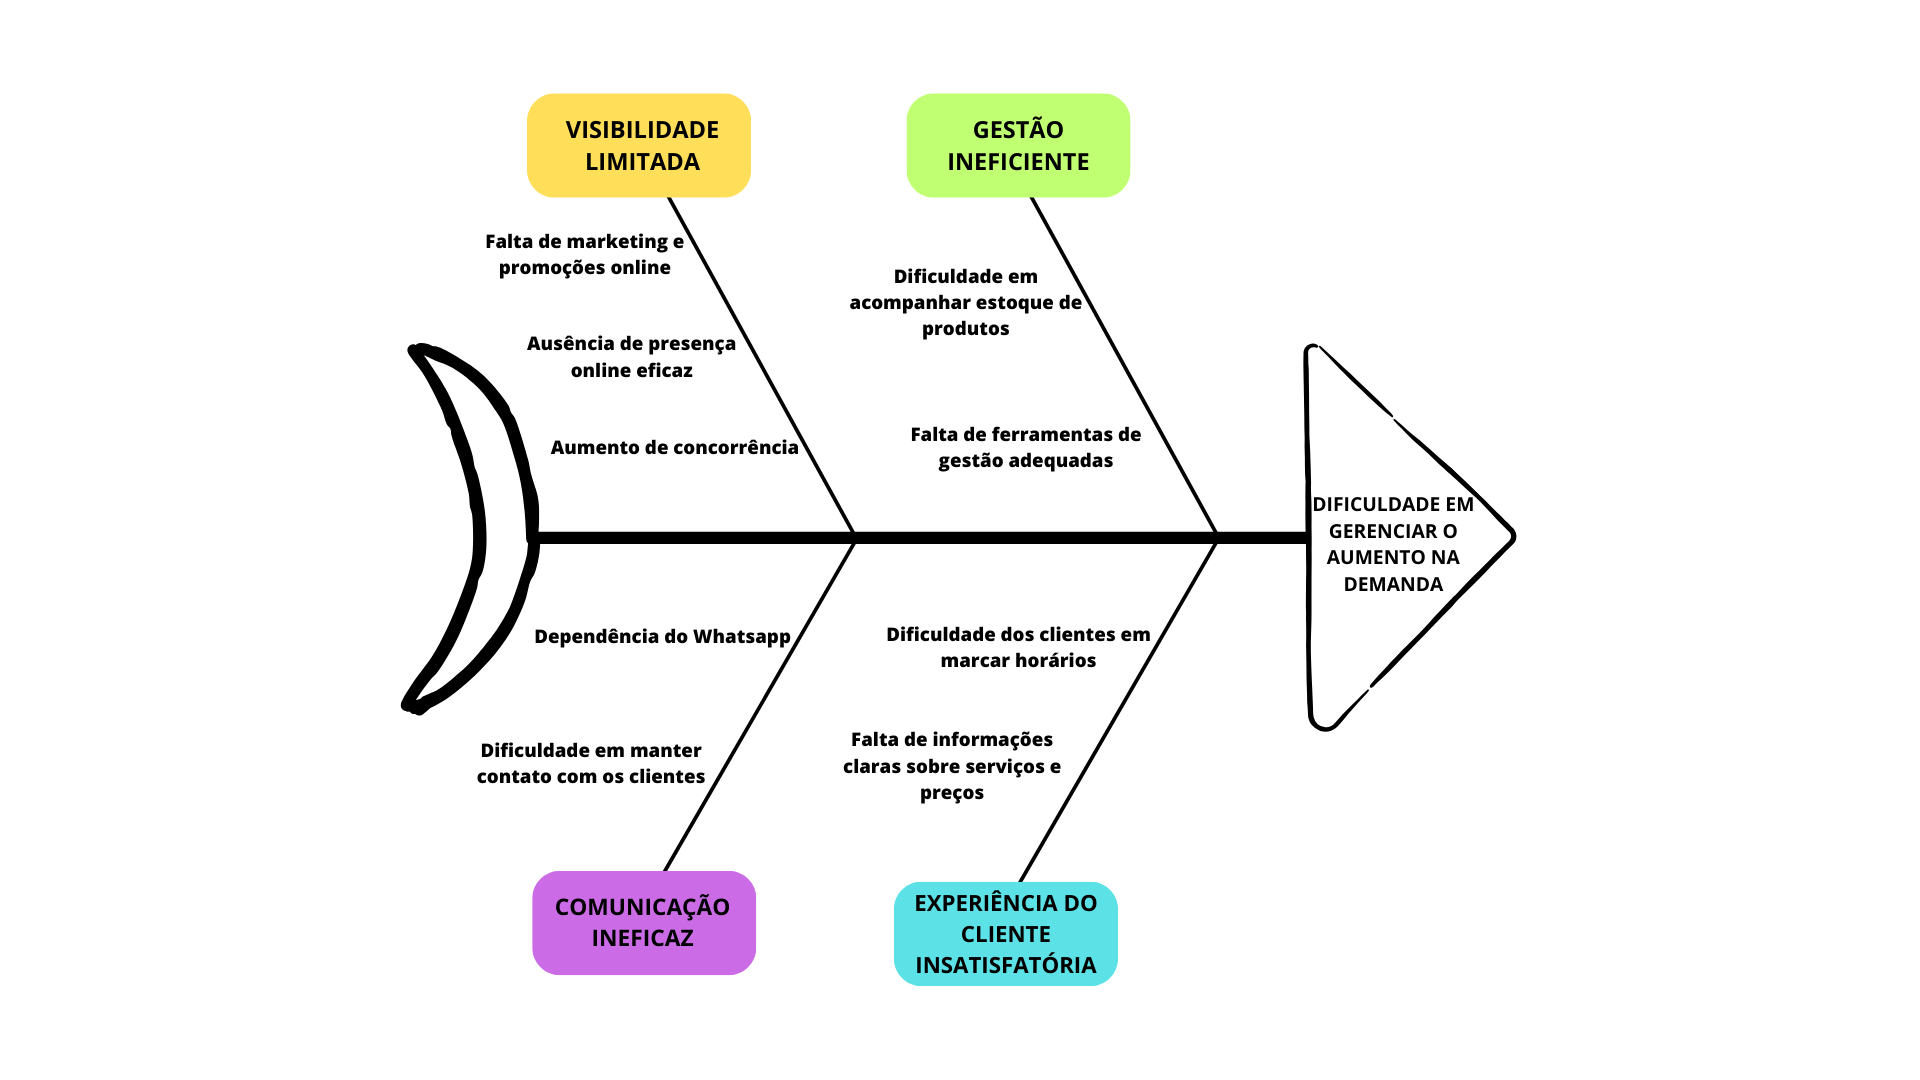 VISIBILIDADE
LIMITADA
Falta de marketing e
promoções online
Ausência de presença
online eficaz
Aumento de concorrência
GESTÃO
INEFICIENTE
Dificuldade em
acompanhar estoque de
produtos
Falta de ferramentas de
gestão adequadas
DIFICULDADE EM
GERENCIAR O
AUMENTO NA
DEMANDA
Dependência do Whatsapp
Dificuldade em manter
contato com os clientes
COMUNICAÇÃO
INEFICAZ
Dificuldade dos clientes em
marcar horários
Falta de informações
claras sobre serviços e
preços
EXPERIÊNCIA DO
CLIENTE
INSATISFATÓRIA